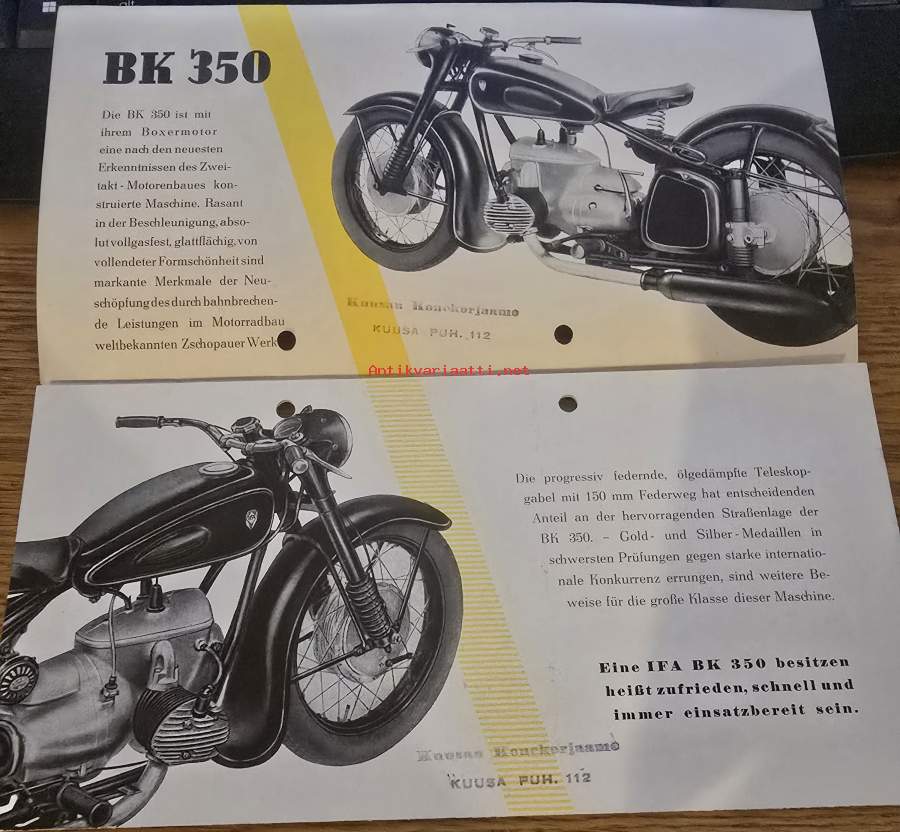 BK 350
Die BK 350 ist mit
ihrem Boxermotor
eine nach den neuesten
Erkenntnissen des Zwei-
takt-Motorenbaues kon-
struierte Maschine. Rasant
in der Beschleunigung, abso-
lut vollgasfest, glattflächig, von
vollendeter Formschönheit sind
markante Merkmale der Neu-
schöpfung des durch bahnbrechen-
de Leistungen im Motorradbau
weltbekannten Zschopauer
Kuusan Konekorjaamo
KUUSA PUH. 112
Antikvariaatti.net
Die progressiv federnde, ölgedämpfte Teleskop-
gabel mit 150 mm Federweg hat entscheidenden
Anteil an der hervorragenden Straßenlage der
BK 350. - Gold- und Silber-Medaillen in
schwersten Prüfungen gegen starke internatio-
nale Konkurrenz errungen, sind weitere Be-
weise für die große Klasse dieser Maschine.
Eine IFA BK 350 besitzen
heißt zufrieden, schnell und
immer einsatzbereit sein.
Kuusan Konekorjaamo
KUUSA PUH. 112